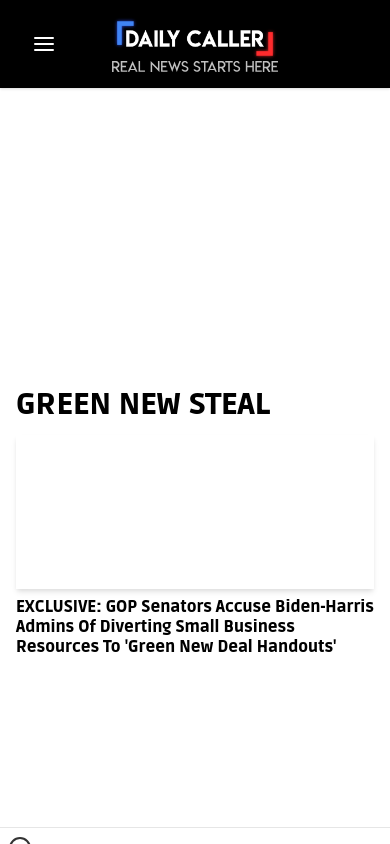 DAILY CALLER
REAL NEWS STARTS HERE
GREEN NEW STEAL
EXCLUSIVE: GOP Senators Accuse Biden-Harris
Admins Of Diverting Small Business
Resources To 'Green New Deal Handouts'